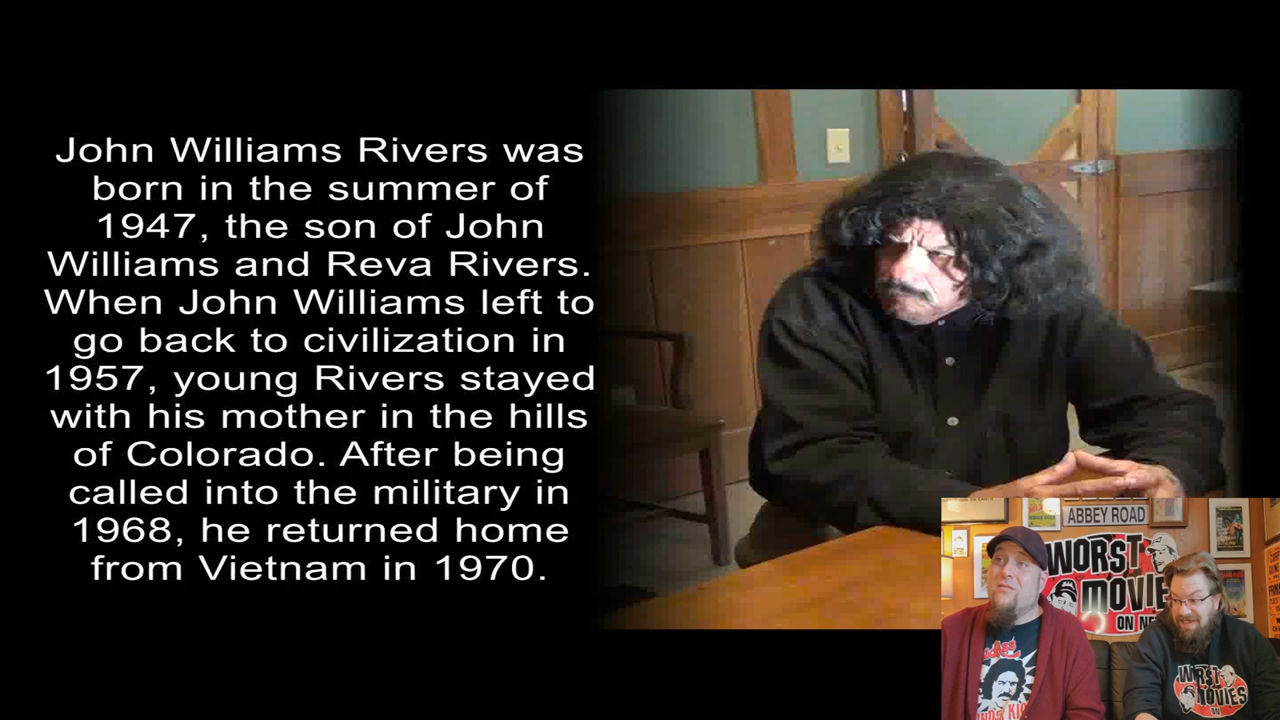 John Williams Rivers was
born in the summer of
1947, the son of John
Williams and Reva Rivers.
When John Williams left to
go back to civilization in
1957, young Rivers stayed
with his mother in the hills
of Colorado. After being
called into the military in
1968, he returned home
from Vietnam in 1970.
ABBEY ROAD
WORST
MOVIE
ON
WORST
MOVIES